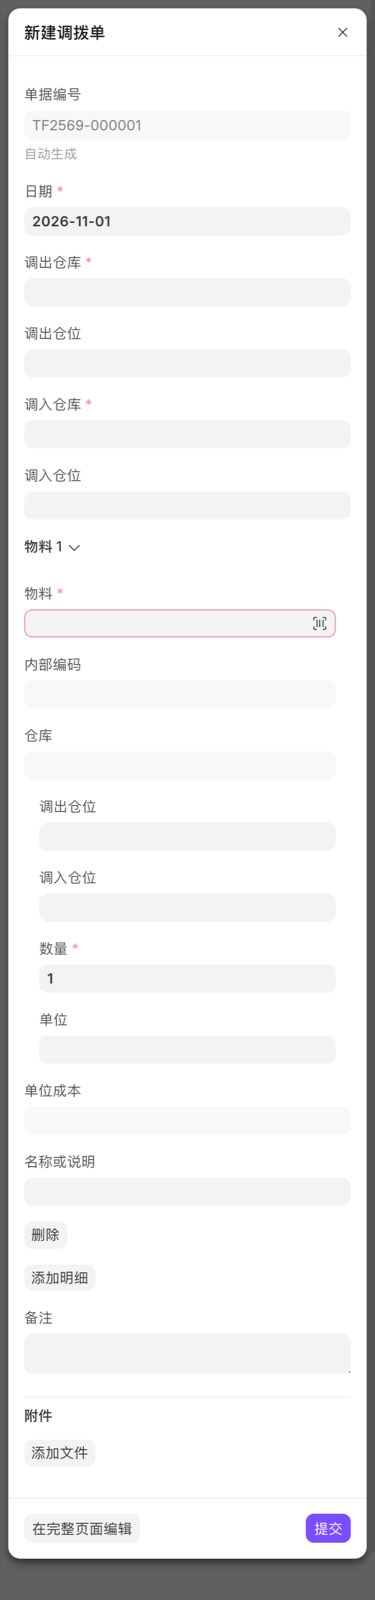 新建调拨单
单据编号
TF2569-000001
自动生成
日期 *
2026-11-01
调出仓库 *
调出仓位
调入仓库 *
调入仓位
物料 1
物料 *
内部编码
仓库
调出仓位
调入仓位
数量 *
1
单位
单位成本
名称或说明
删除
添加明细
备注
附件
添加文件
在完整页面编辑
提交